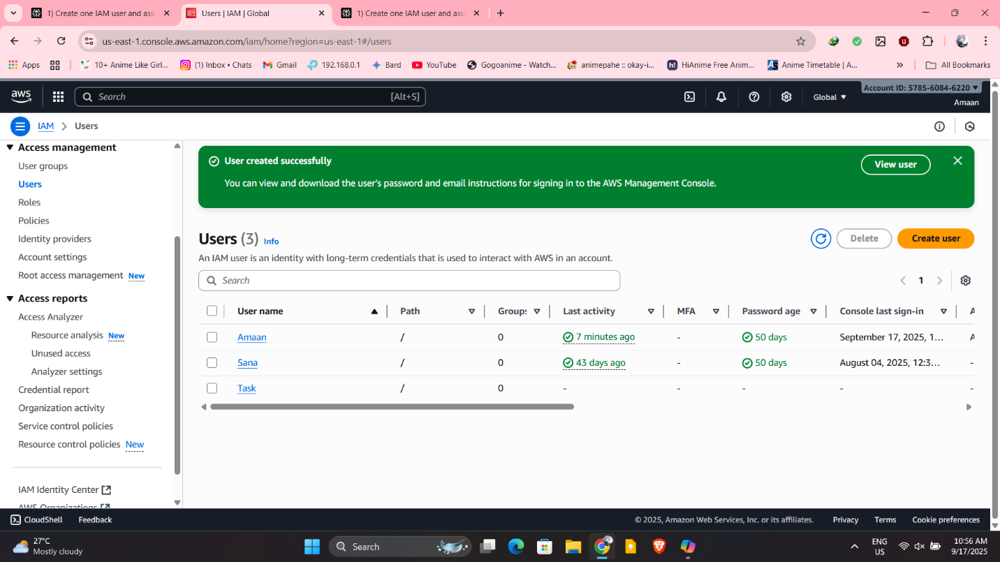 1) Create one IAM user and assi
Users | IAM | Global
1) Create one IAM user and assi
us-east-1.console.aws.amazon.com/iam/home?region=us-east-1#/users
Apps
10+ Anime Like Girl...
(1) Inbox • Chats
Gmail
192.168.0.1
Bard
YouTube
Gogoanime - Watch...
animepahe :: okay-i...
HiAnime Free Anim...
Anime Timetable | A...
All Bookmarks
aws
Search
[Alt+S]
Global
Account ID: 5785-6084-6220
Amaan
IAM
Users
Access management
User groups
Users
Roles
Policies
Identity providers
Account settings
Root access management New
Access reports
Access Analyzer
Resource analysis New
Unused access
Analyzer settings
Credential report
Organization activity
Service control policies
Resource control policies New
IAM Identity Center
AWS Organizations
User created successfully
You can view and download the user's password and email instructions for signing in to the AWS Management Console.
View user
Users (3) Info
Delete
Create user
An IAM user is an identity with long-term credentials that is used to interact with AWS in an account.
Search
1
User name Path Groups Last activity MFA Password age Console last sign-in A
Amaan / 0 7 minutes ago - 50 days September 17, 2025, 1... A
Sana / 0 43 days ago - 50 days August 04, 2025, 12:3... -
Task / 0 - - - - -
CloudShell
Feedback
© 2025, Amazon Web Services, Inc. or its affiliates.
Privacy
Terms
Cookie preferences
27°C
Mostly cloudy
Search
ENG
US
10:56 AM
9/17/2025